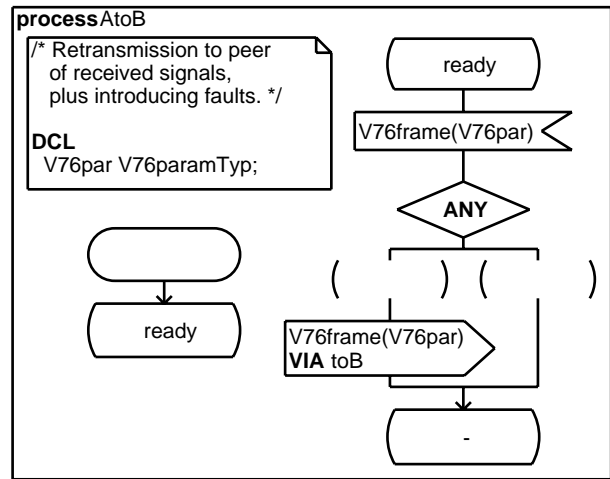 process AtoB
/* Retransmission to peer
of received signals,
plus introducing faults. */
DCL
V76par V76paramTyp;
ready
ready
V76frame(V76par)
ANY
( ) ( )
V76frame(V76par)
VIA toB
-